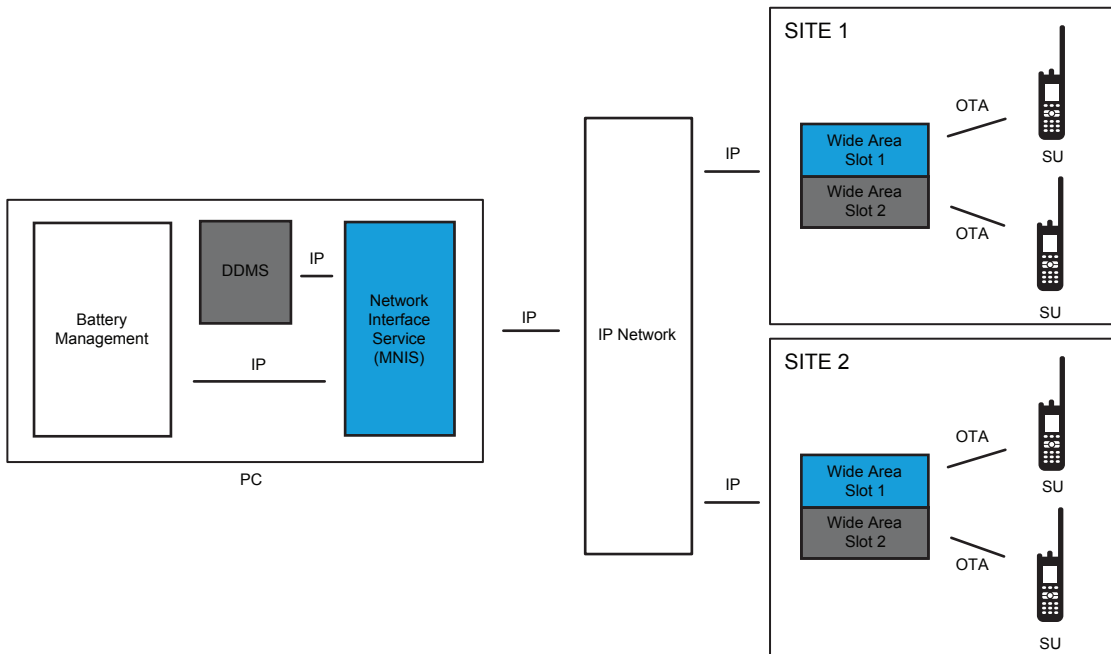 Battery
Management
PC
DDMS
IP
IP
Network
Interface
Service
(MNIS)
IP
IP Network
IP
IP
SITE 1
Wide Area
Slot 1
Wide Area
Slot 2
OTA
OTA
SU
SU
SITE 2
Wide Area
Slot 1
Wide Area
Slot 2
OTA
OTA
SU
SU